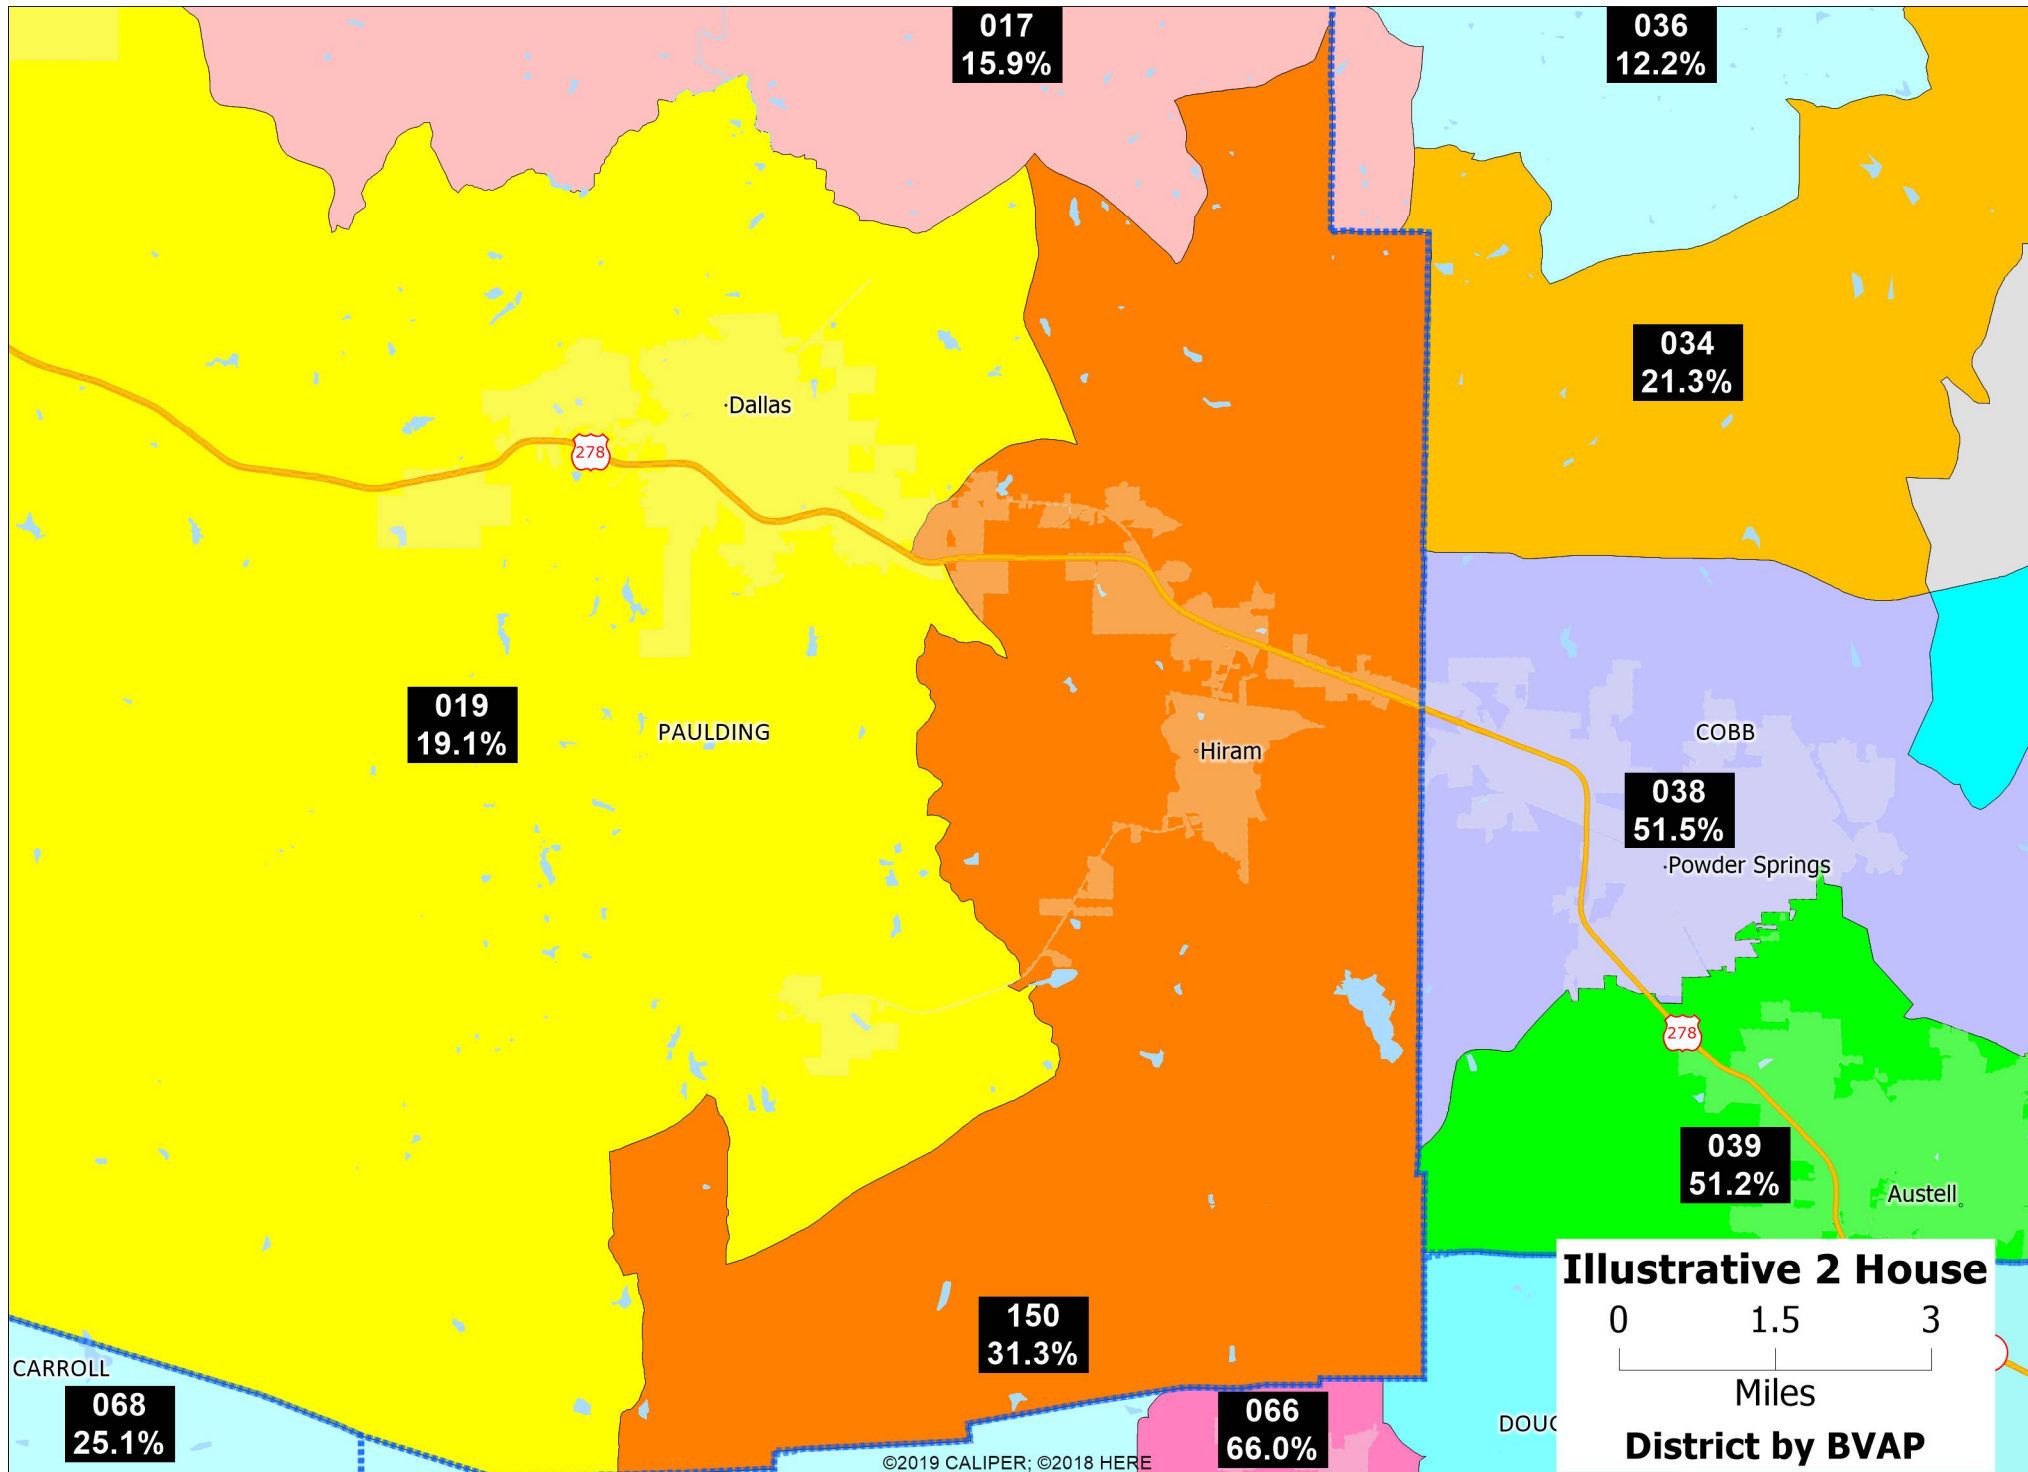 017
15.9%
036
12.2%
034
21.3%
Dallas
278
019
19.1%
PAULDING
Hiram
COBB
038
51.5%
Powder Springs
278
039
51.2%
Austell
150
31.3%
CARROLL
068
25.1%
066
66.0%
DOUG
Illustrative 2 House
0 1.5 3
Miles
District by BVAP
©2019 CALIPER; ©2018 HERE